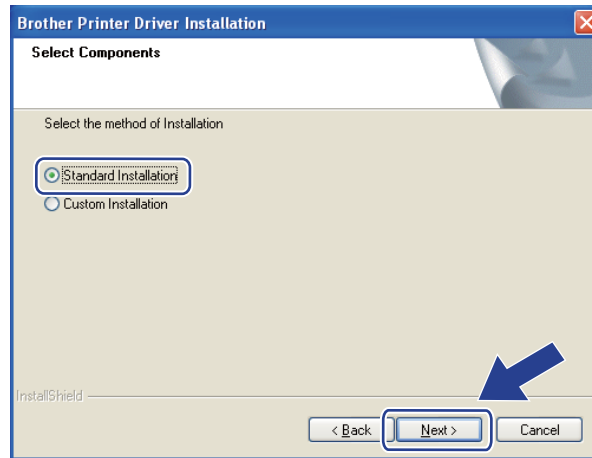 Brother Printer Driver Installation
Select Components
Select the method of Installation
Standard Installation
Custom Installation
InstallShield
< Back Next > Cancel